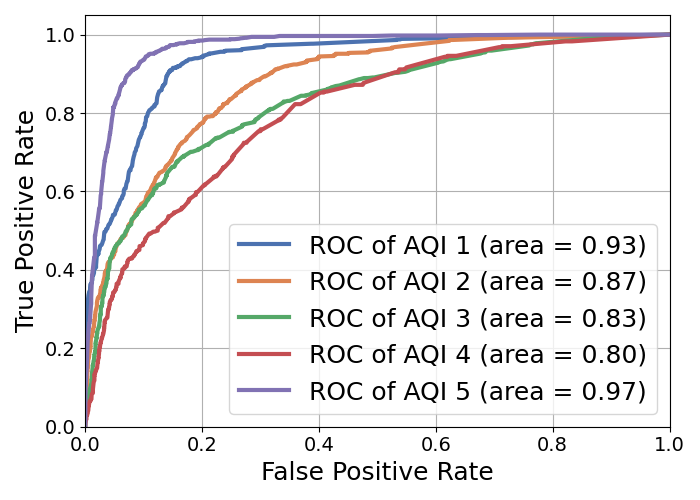 1.0
0.8
0.6
0.4
0.2
0.0
True Positive Rate
ROC of AQI 1 (area = 0.93)
ROC of AQI 2 (area = 0.87)
ROC of AQI 3 (area = 0.83)
ROC of AQI 4 (area = 0.80)
ROC of AQI 5 (area = 0.97)
0.0 0.2 0.4 0.6 0.8 1.0
False Positive Rate